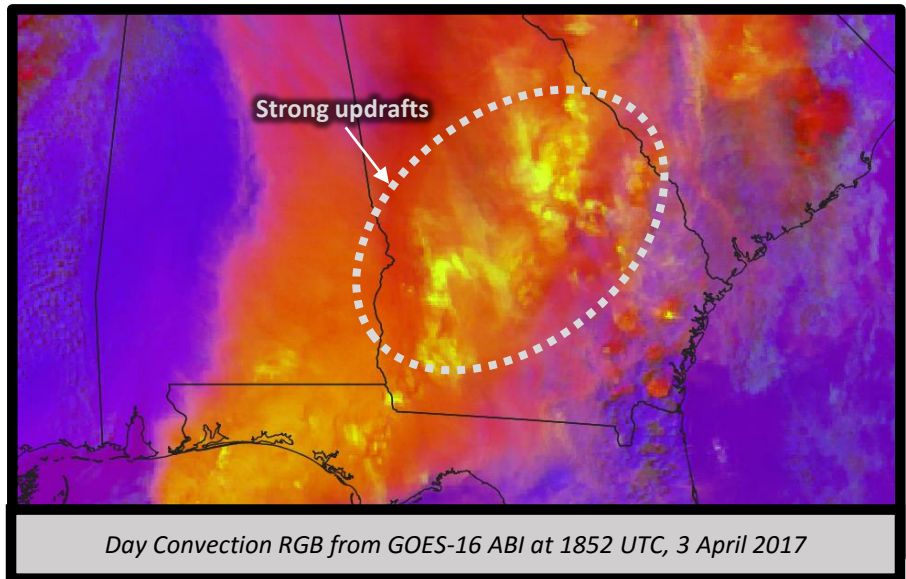 Strong updrafts
Day Convection RGB from GOES-16 ABI at 1852 UTC, 3 April 2017